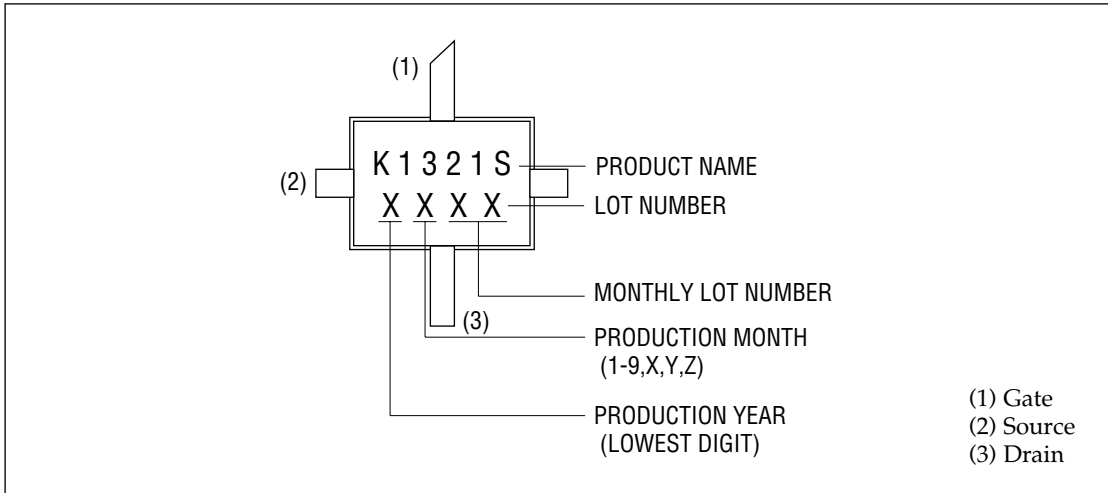 (1)
K1321S
PRODUCT NAME
(2)
XXXX
LOT NUMBER
MONTHLY LOT NUMBER
(3)
PRODUCTION MONTH
(1-9,X,Y,Z)
PRODUCTION YEAR
(LOWEST DIGIT)
(1) Gate
(2) Source
(3) Drain